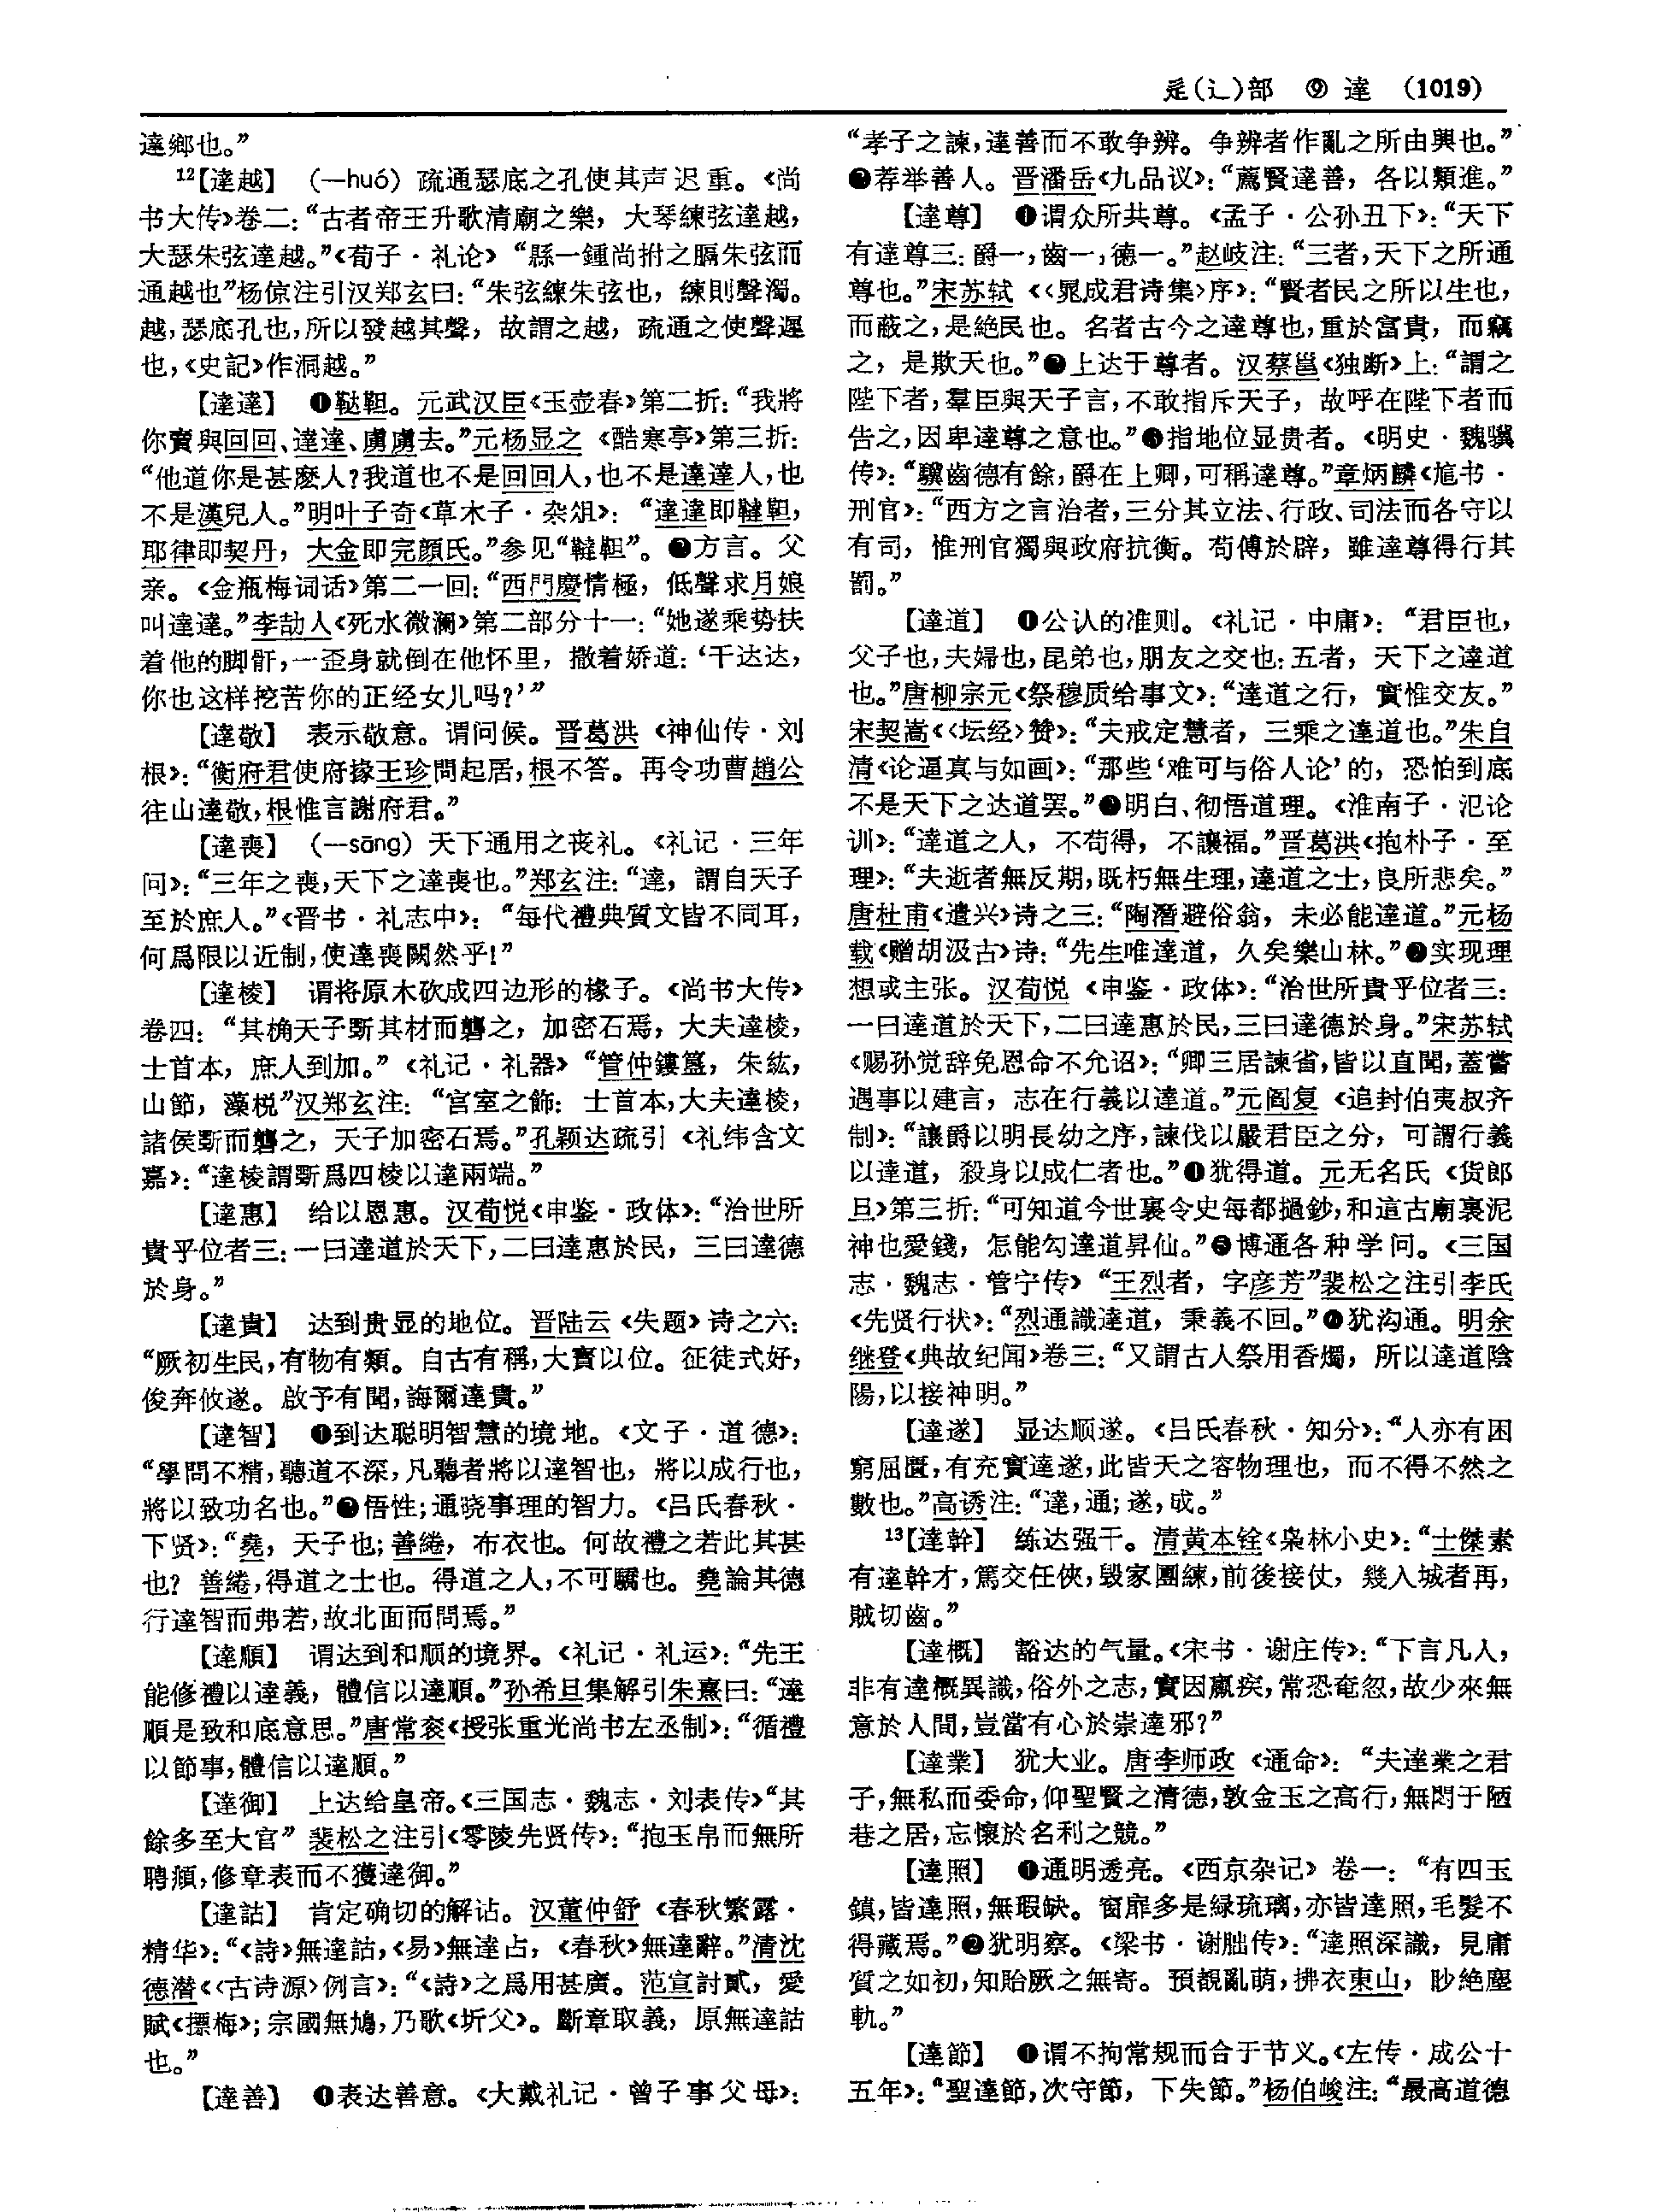 辵(辶)部 ⑨ 達 (1019)
達鄉也。”
¹²【達越】 (—huó) 疏通瑟底之孔使其声迟重。《尚
书大传》卷二：“古者帝王升歌清廟之樂，大琴練弦達越，
大瑟朱弦達越。”《荀子·礼论》“縣一鍾尚拊之膈朱弦而
通越也”杨倞注引汉郑玄曰：“朱弦練朱弦也，練則聲濁。
越，瑟底孔也，所以發越其聲，故謂之越，疏通之使聲遲
也，《史記》作洞越。”
【達達】 ❶鞑靼。元武汉臣《玉壶春》第二折：“我將
你賣與回回、達達、虜虜去。”元杨显之《酷寒亭》第三折：
“他道你是甚麽人？我道也不是回回人，也不是達達人，也
不是漢兒人。”明叶子奇《草木子·杂俎》：“達達即韃靼，
耶律即契丹，大金即完顔氏。”参见“韃靼”。❷方言。父
亲。《金瓶梅词话》第二一回：“西門慶情極，低聲求月娘
叫達達。”李劼人《死水微澜》第二部分十一：“她遂乘势扶
着他的脚骭，一歪身就倒在他怀里，撒着娇道：‘干达达，
你也这样挖苦你的正经女儿吗？’”
【達敬】 表示敬意。谓问候。晋葛洪《神仙传·刘
根》：“衡府君使府掾王珍問起居，根不答。再令功曹趙公
往山達敬，根惟言謝府君。”
【達喪】 (—sāng) 天下通用之丧礼。《礼记·三年
问》：“三年之喪，天下之達喪也。”郑玄注：“達，謂自天子
至於庶人。”《晋书·礼志中》：“每代禮典質文皆不同耳，
何爲限以近制，使達喪闕然乎！”
【達棱】 谓将原木砍成四边形的椽子。《尚书大传》
卷四：“其桷天子斲其材而礱之，加密石焉，大夫達棱，
士首本，庶人到加。”《礼记·礼器》“管仲鏤簋，朱紘，
山節，藻梲”汉郑玄注：“宫室之飾：士首本，大夫達棱，
諸侯斲而礱之，天子加密石焉。”孔颖达疏引《礼纬含文
嘉》：“達棱謂斲爲四棱以達兩端。”
【達惠】 给以恩惠。汉荀悦《申鉴·政体》：“治世所
貴乎位者三：一曰達道於天下，二曰達惠於民，三曰達德
於身。”
【達貴】 达到贵显的地位。晋陆云《失题》诗之六：
“厥初生民，有物有類。自古有稱，大寶以位。征徒式好，
俊奔攸遂。啟予有聞，誨爾達貴。”
【達智】 ❶到达聪明智慧的境地。《文子·道德》：
“學問不精，聽道不深，凡聽者將以達智也，將以成行也，
將以致功名也。”❷悟性；通晓事理的智力。《吕氏春秋·
下贤》：“堯，天子也；善綣，布衣也。何故禮之若此其甚
也？善綣，得道之士也。得道之人，不可驕也。堯論其德
行達智而弗若，故北面而問焉。”
【達順】 谓达到和顺的境界。《礼记·礼运》：“先王
能修禮以達義，體信以達順。”孙希旦集解引朱熹曰：“達
順是致和底意思。”唐常衮《授张重光尚书左丞制》：“循禮
以節事，體信以達順。”
【達御】 上达给皇帝。《三国志·魏志·刘表传》“其
餘多至大官”裴松之注引《零陵先贤传》：“抱玉帛而無所
聘頫，修章表而不獲達御。”
【達詁】 肯定确切的解诂。汉董仲舒《春秋繁露·
精华》：“《詩》無達詁，《易》無達占，《春秋》無達辭。”清沈
德潜《〈古诗源〉例言》：“《詩》之爲用甚廣。范宣討貳，愛
賦《摽梅》；宗國無鳩，乃歌《圻父》。斷章取義，原無達詁
也。”
【達善】 ❶表达善意。《大戴礼记·曾子事父母》：
“孝子之諫，達善而不敢争辨。争辨者作亂之所由興也。”
❷荐举善人。晋潘岳《九品议》：“薦賢達善，各以類進。”
【達尊】 ❶谓众所共尊。《孟子·公孙丑下》：“天下
有達尊三：爵一，齒一，德一。”赵岐注：“三者，天下之所通
尊也。”宋苏轼《〈晁成君诗集〉序》：“賢者民之所以生也，
而蔽之，是絶民也。名者古今之達尊也，重於富貴，而竊
之，是欺天也。”❷上达于尊者。汉蔡邕《独断》上：“謂之
陛下者，羣臣與天子言，不敢指斥天子，故呼在陛下者而
告之，因卑達尊之意也。”❸指地位显贵者。《明史·魏骥
传》：“驥齒德有餘，爵在上卿，可稱達尊。”章炳麟《訄书·
刑官》：“西方之言治者，三分其立法、行政、司法而各守以
有司，惟刑官獨與政府抗衡。苟傅於辟，雖達尊得行其
罰。”
【達道】 ❶公认的准则。《礼记·中庸》：“君臣也，
父子也，夫婦也，昆弟也，朋友之交也：五者，天下之達道
也。”唐柳宗元《祭穆质给事文》：“達道之行，實惟交友。”
宋契嵩《〈坛经〉赞》：“夫戒定慧者，三乘之達道也。”朱自
清《论逼真与如画》：“那些‘难可与俗人论’的，恐怕到底
不是天下之达道罢。”❷明白、彻悟道理。《淮南子·氾论
训》：“達道之人，不苟得，不讓福。”晋葛洪《抱朴子·至
理》：“夫逝者無反期，既朽無生理，達道之士，良所悲矣。”
唐杜甫《遣兴》诗之三：“陶潛避俗翁，未必能達道。”元杨
载《赠胡汲古》诗：“先生唯達道，久矣樂山林。”❸实现理
想或主张。汉荀悦《申鉴·政体》：“治世所貴乎位者三：
一曰達道於天下，二曰達惠於民，三曰達德於身。”宋苏轼
《赐孙觉辞免恩命不允诏》：“卿三居諫省，皆以直聞，蓋嘗
遇事以建言，志在行義以達道。”元阎复《追封伯夷叔齐
制》：“讓爵以明長幼之序，諫伐以嚴君臣之分，可謂行義
以達道，殺身以成仁者也。”❹犹得道。元无名氏《货郎
旦》第三折：“可知道今世裏令史每都撾鈔，和這古廟裏泥
神也愛錢，怎能勾達道昇仙。”❺博通各种学问。《三国
志·魏志·管宁传》“王烈者，字彦芳”裴松之注引李氏
《先贤行状》：“烈通識達道，秉義不回。”❻犹沟通。明余
继登《典故纪闻》卷三：“又謂古人祭用香燭，所以達道陰
陽，以接神明。”
【達遂】 显达顺遂。《吕氏春秋·知分》：“人亦有困
窮屈匱，有充實達遂，此皆天之容物理也，而不得不然之
數也。”高诱注：“達，通；遂，成。”
¹³【達幹】 练达强干。清黄本铨《枭林小史》：“士傑素
有達幹才，篤交任俠，毁家團練，前後接仗，幾入城者再，
賊切齒。”
【達概】 豁达的气量。《宋书·谢庄传》：“下官凡人，
非有達概異識，俗外之志，實因羸疾，常恐奄忽，故少來無
意於人間，豈當有心於崇達邪？”
【達業】 犹大业。唐李师政《通命》：“夫達業之君
子，無私而委命，仰聖賢之清德，敦金玉之高行，無悶于陋
巷之居，忘懷於名利之競。”
【達照】 ❶通明透亮。《西京杂记》卷一：“有四玉
鎮，皆達照，無瑕缺。窗扉多是緑琉璃，亦皆達照，毛髮不
得藏焉。”❷犹明察。《梁书·谢朏传》：“達照深識，見庸
質之如初，知貽厥之無寄。預覩亂萌，拂衣東山，眇絶塵
軌。”
【達節】 ❶谓不拘常规而合于节义。《左传·成公十
五年》：“聖達節，次守節，下失節。”杨伯峻注：“最高道德